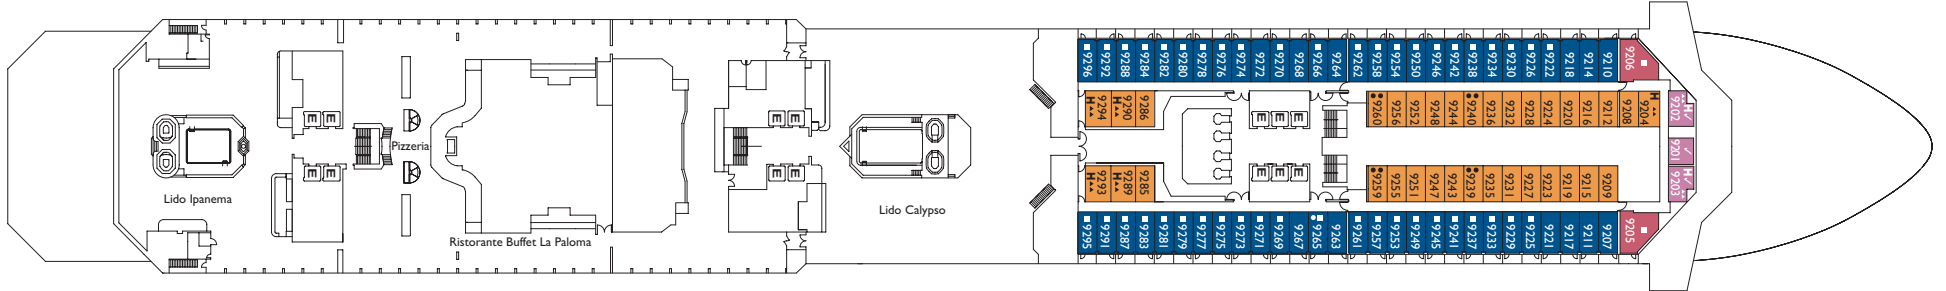 9296 9292 9288 9284 9282 9280 9278 9276 9274 9272 9270 9268 9266 9264 9262 9258 9254 9250 9246 9242 9238 9234 9230 9226 9222 9218 9214 9210 9206
H 9294 H 9290 9286 9260 9256 9252 9248 9244 9240 9236 9232 9228 9224 9220 9216 9212 9208 H 9204 H 9202
E E E E E E E E E
Pizzeria
9201
E E E E E E E E E
H 9293 H 9289 9285 9259 9255 9251 9247 9243 9239 9235 9231 9227 9223 9219 9215 9209 H 9203
Lido Ipanema
Lido Calypso
Ristorante Buffet La Paloma
9295 9291 9287 9283 9281 9279 9277 9275 9273 9271 9269 9267 9265 9263 9261 9257 9253 9249 9245 9241 9237 9233 9229 9225 9221 9217 9211 9207 9205